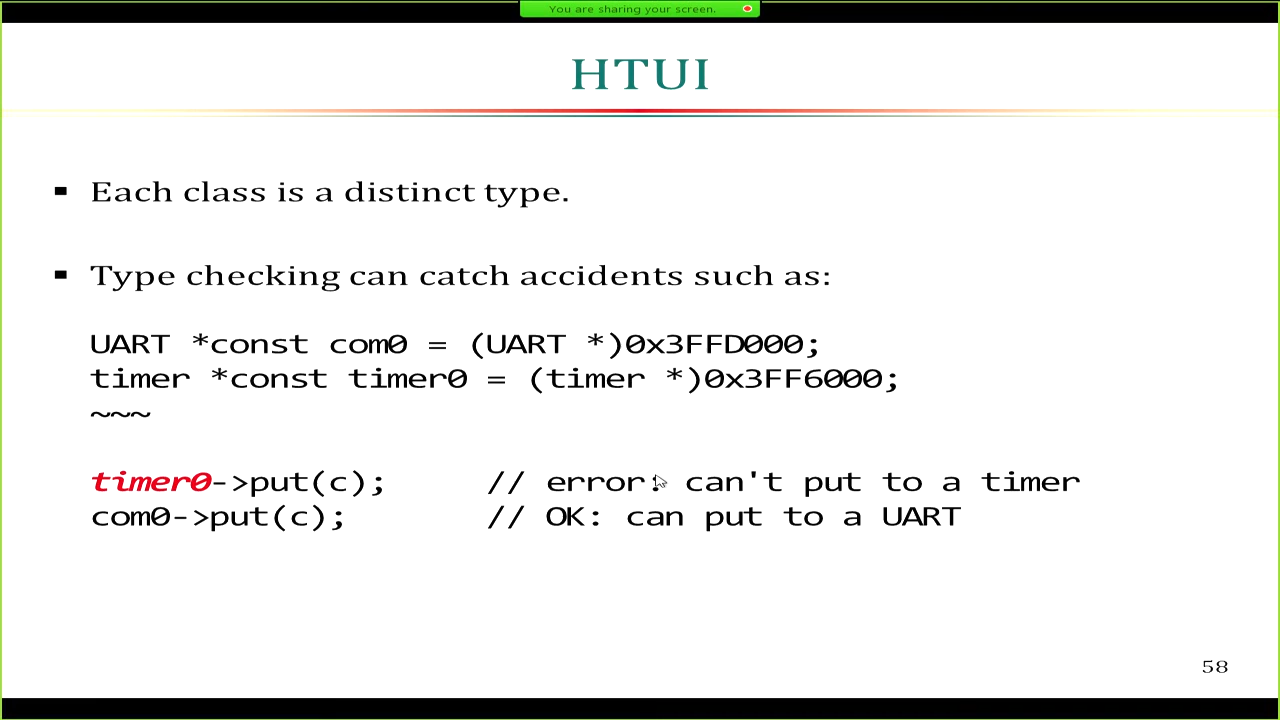 You are sharing your screen.
HTUI
▪ Each class is a distinct type.
▪ Type checking can catch accidents such as:
UART *const com0 = (UART *)0x3FFD000;
timer *const timer0 = (timer *)0x3FF6000;
~~~
timer0->put(c); // error: can't put to a timer
com0->put(c); // OK: can put to a UART
58